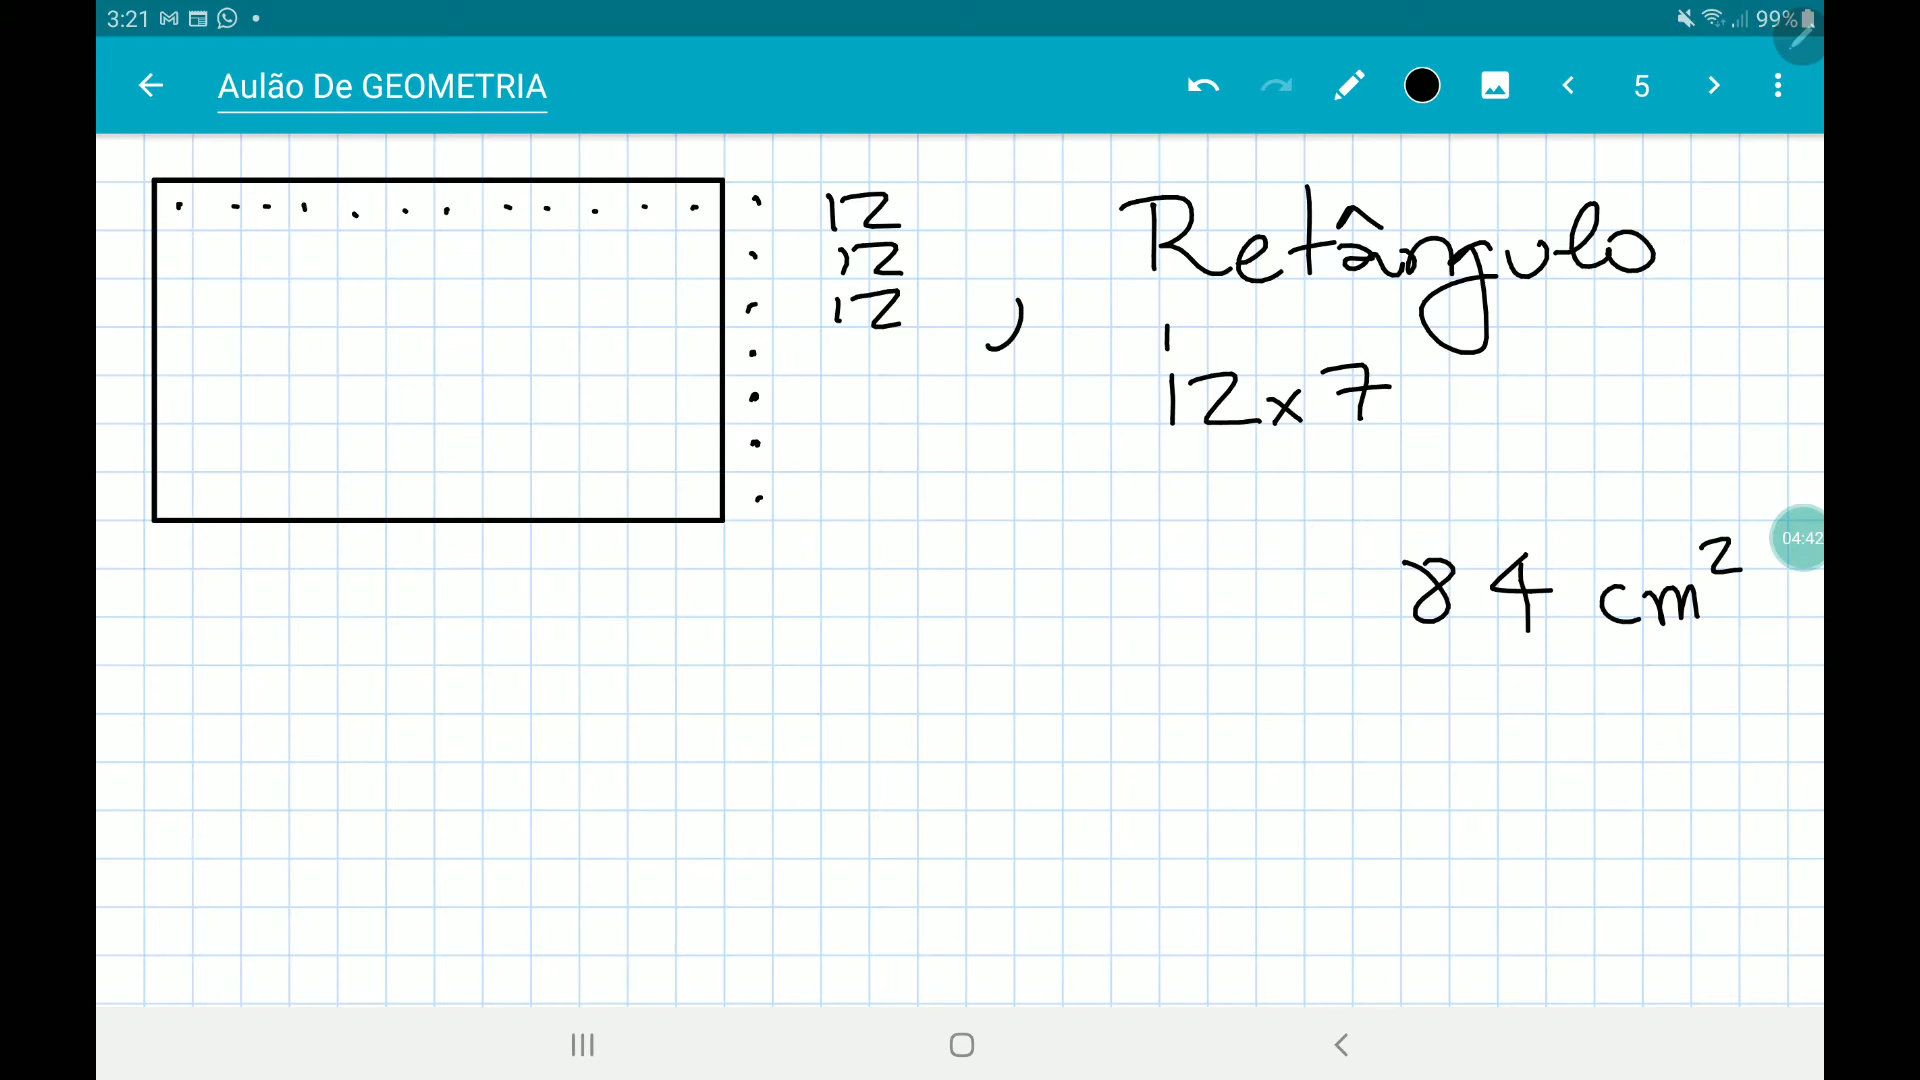 3:21 99%
Aulão De GEOMETRIA 5
12
12
12 ,
Retângulo
12x7
04:42
84 cm²